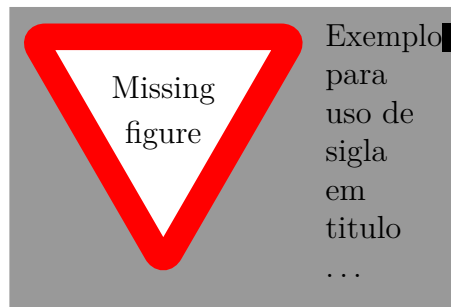 Missing
figure
Exemplo
para
uso de
sigla
em
titulo
...